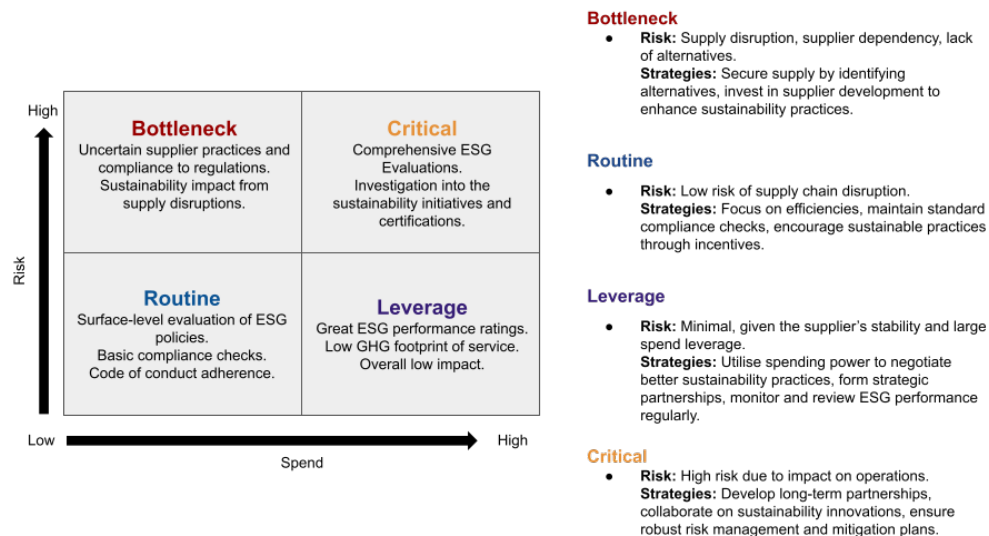 High
Risk
Low
Spend
High
Bottleneck
Uncertain supplier practices and
compliance to regulations.
Sustainability impact from
supply disruptions.
Critical
Comprehensive ESG
Evaluations.
Investigation into the
sustainability initiatives and
certifications.
Routine
Surface-level evaluation of ESG
policies.
Basic compliance checks.
Code of conduct adherence.
Leverage
Great ESG performance ratings.
Low GHG footprint of service.
Overall low impact.
Bottleneck
● Risk: Supply disruption, supplier dependency, lack
of alternatives.
Strategies: Secure supply by identifying
alternatives, invest in supplier development to
enhance sustainability practices.
Routine
● Risk: Low risk of supply chain disruption.
Strategies: Focus on efficiencies, maintain standard
compliance checks, encourage sustainable practices
through incentives.
Leverage
● Risk: Minimal, given the supplier’s stability and large
spend leverage.
Strategies: Utilise spending power to negotiate
better sustainability practices, form strategic
partnerships, monitor and review ESG performance
regularly.
Critical
● Risk: High risk due to impact on operations.
Strategies: Develop long-term partnerships,
collaborate on sustainability innovations, ensure
robust risk management and mitigation plans.